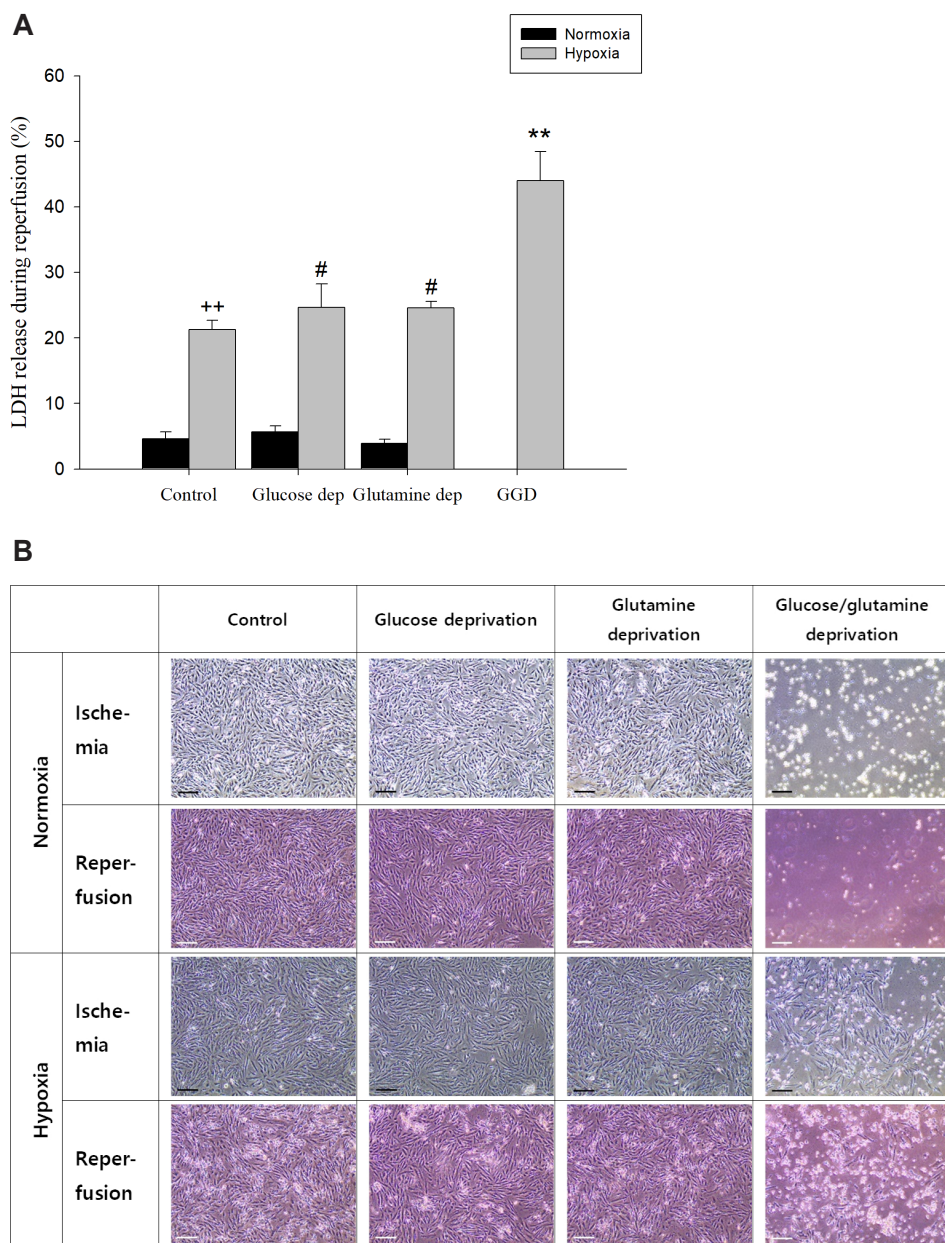 A
Normoxia
Hypoxia
LDH release during reperfusion (%)
60
50
40
30
20
10
0
++
#
#
**
Control
Glucose dep
Glutamine dep
GGD
B
Control
Glucose deprivation
Glutamine
deprivation
Glucose/glutamine
deprivation
Normoxia
Ische-
mia
Reper-
fusion
Hypoxia
Ische-
mia
Reper-
fusion